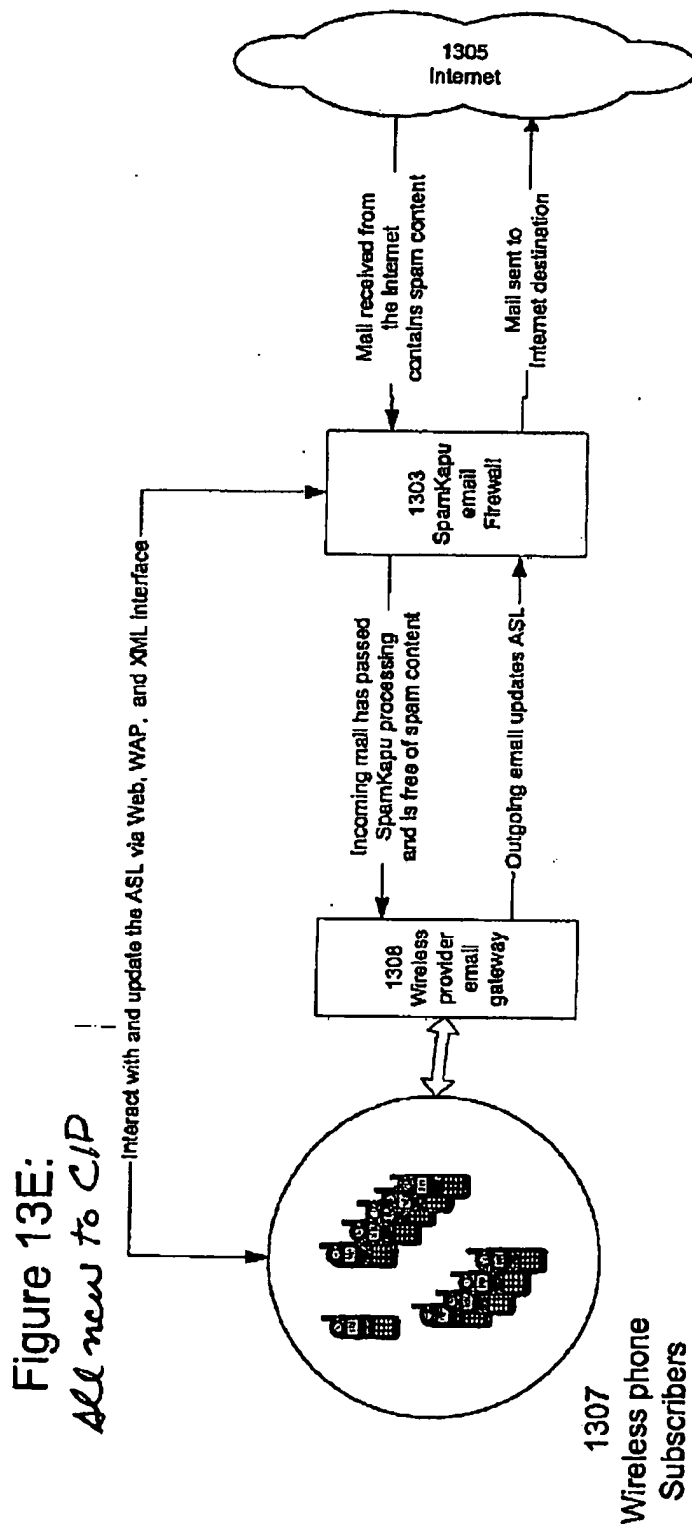 Figure 13E:
All new to CIP
Interact with and update the ASL via Web, WAP, and XML interface
1305
Internet
Mail received from
the Internet
contains spam content
Mail sent to
Internet destination
1303
SpamKapu
email
Firewall
Incoming mail has passed
SpamKapu processing
and is free of spam content
Outgoing email updates ASL
1308
Wireless
provider
email
gateway
1307
Wireless phone
Subscribers